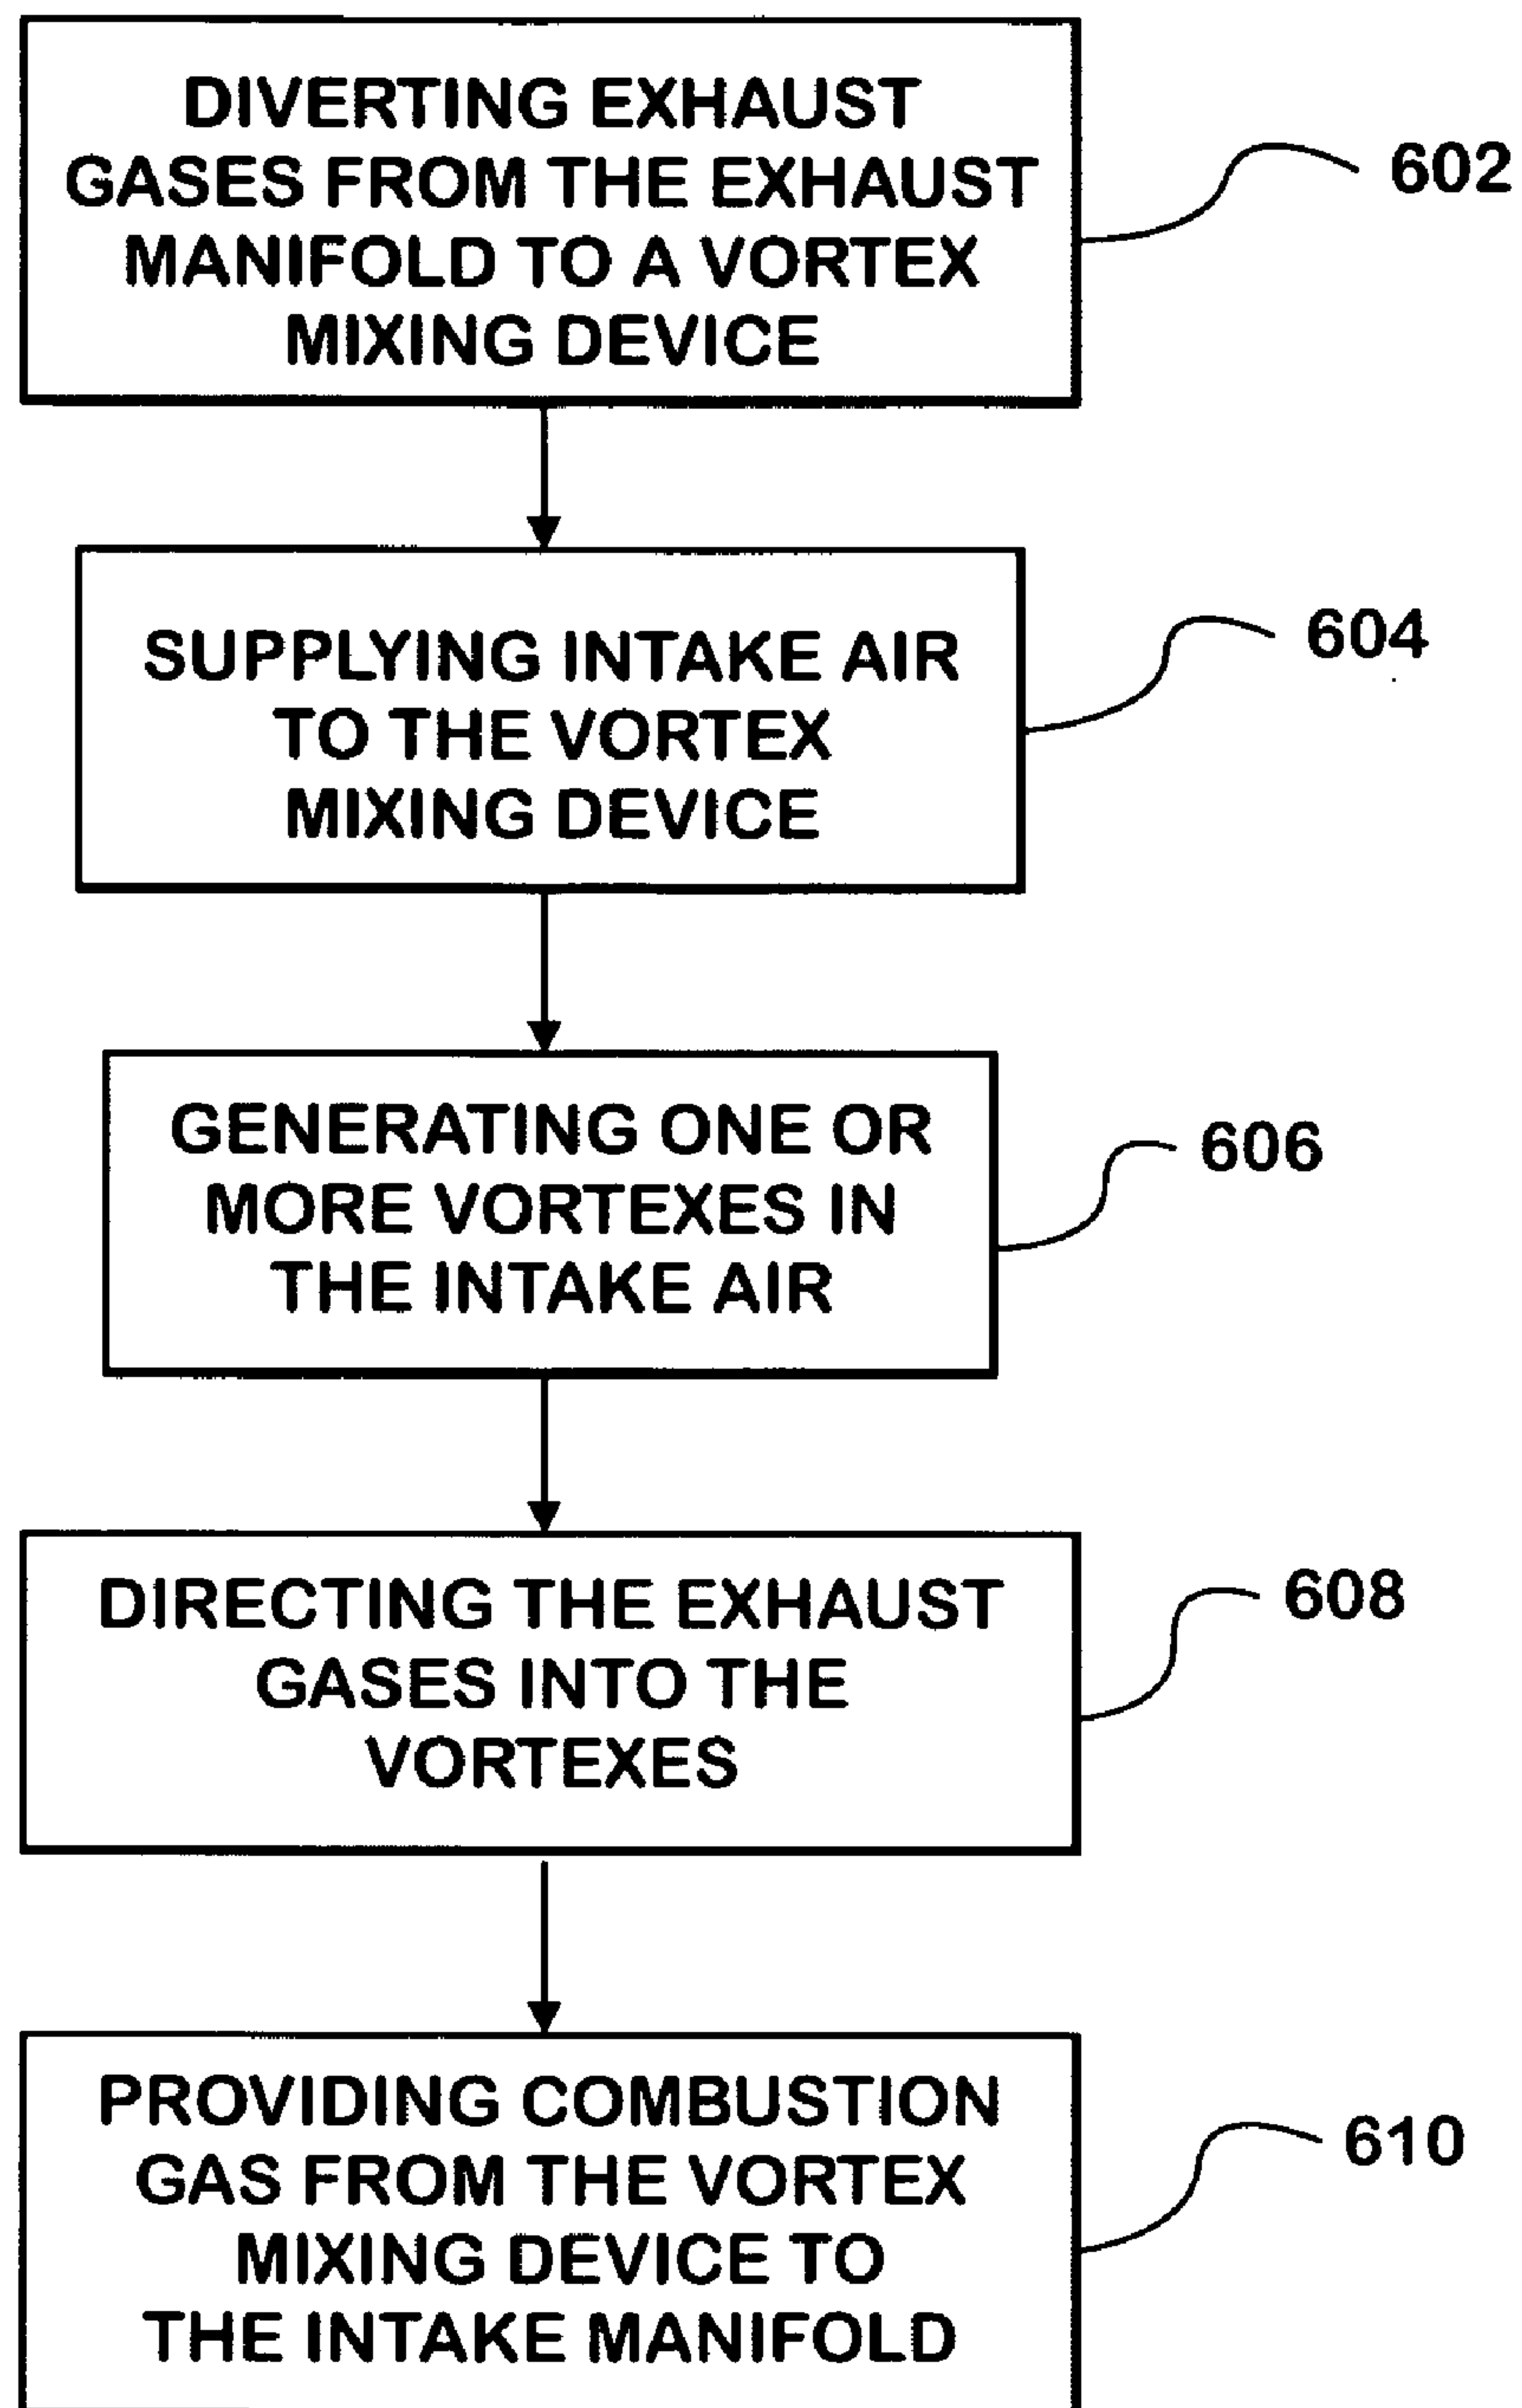 DIVERTING EXHAUST
GASES FROM THE EXHAUST
MANIFOLD TO A VORTEX
MIXING DEVICE
602
SUPPLYING INTAKE AIR
TO THE VORTEX
MIXING DEVICE
604
GENERATING ONE OR
MORE VORTEXES IN
THE INTAKE AIR
606
DIRECTING THE EXHAUST
GASES INTO THE
VORTEXES
608
PROVIDING COMBUSTION
GAS FROM THE VORTEX
MIXING DEVICE TO
THE INTAKE MANIFOLD
610